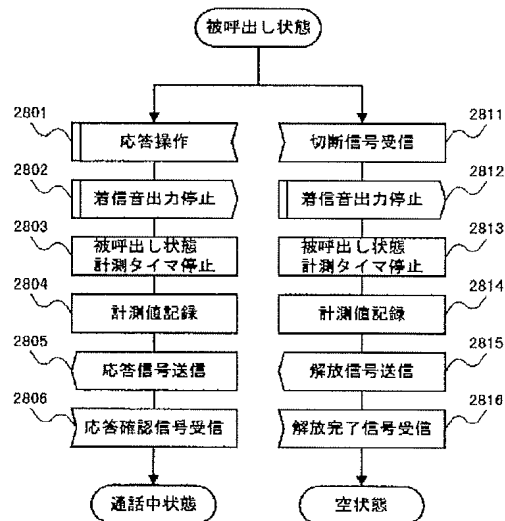 被呼出し状態
2801
応答操作
2802
着信音出力停止
2803
被呼出し状態
計測タイマ停止
2804
計測値記録
2805
応答信号送信
2806
応答確認信号受信
通話中状態
切断信号受信
2811
着信音出力停止
2812
被呼出し状態
計測タイマ停止
2813
計測値記録
2814
解放信号送信
2815
解放完了信号受信
2816
空状態